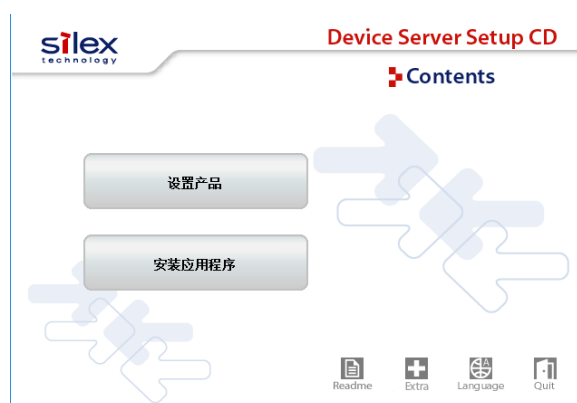 silex
technology
Device Server Setup CD
Contents
设置产品
安装应用程序
Readme
Extra
Language
Quit